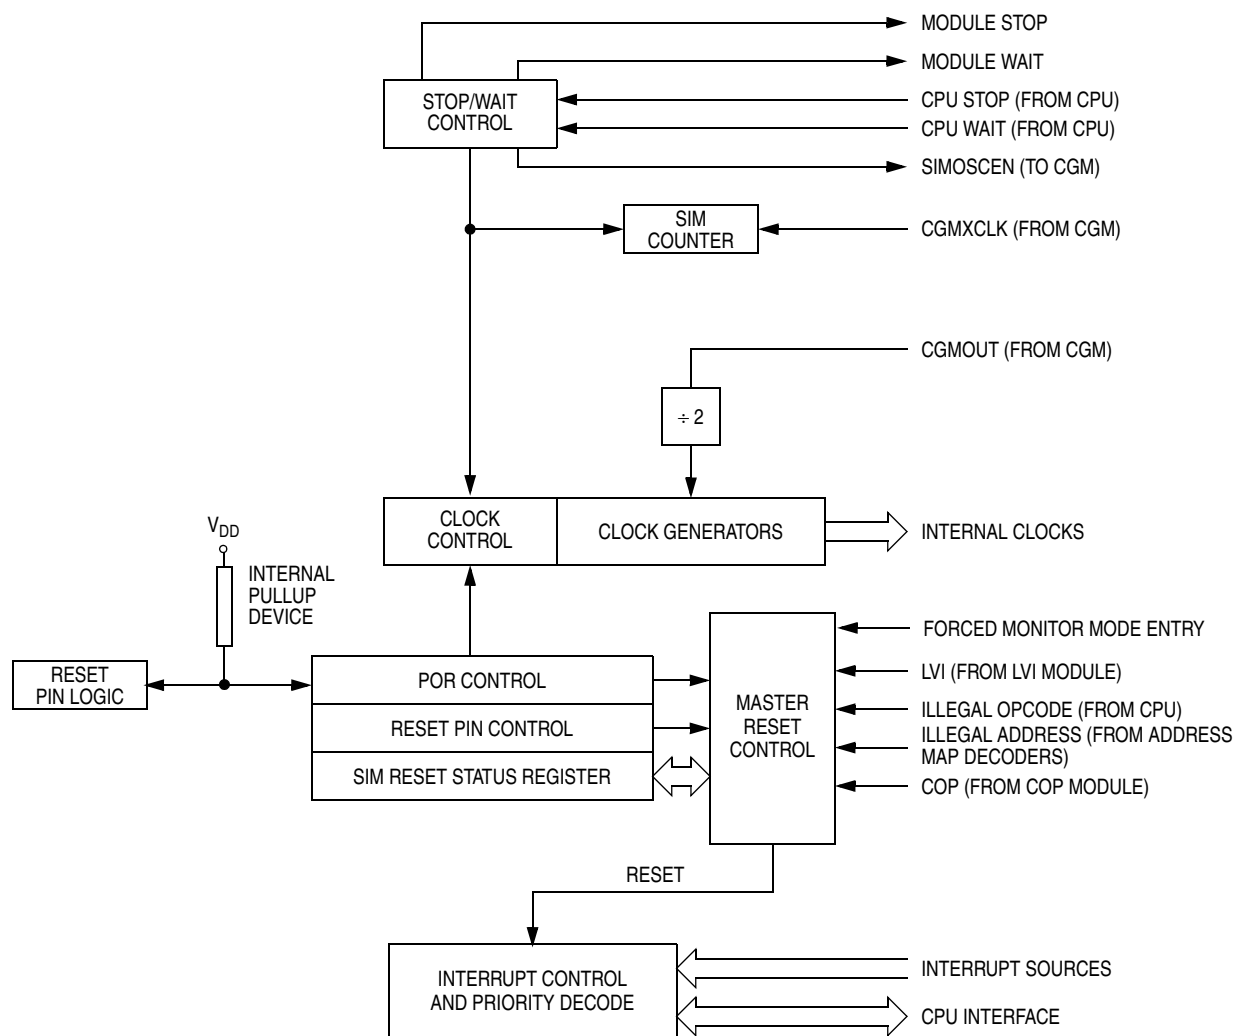 MODULE STOP
MODULE WAIT
STOP/WAIT
CONTROL
CPU STOP (FROM CPU)
CPU WAIT (FROM CPU)
SIMOSCEN (TO CGM)
SIM
COUNTER
CGMXCLK (FROM CGM)
CGMOUT (FROM CGM)
÷ 2
CLOCK
CONTROL
CLOCK GENERATORS
INTERNAL CLOCKS
VDD
INTERNAL
PULLUP
DEVICE
RESET
PIN LOGIC
POR CONTROL
RESET PIN CONTROL
SIM RESET STATUS REGISTER
MASTER
RESET
CONTROL
FORCED MONITOR MODE ENTRY
LVI (FROM LVI MODULE)
ILLEGAL OPCODE (FROM CPU)
ILLEGAL ADDRESS (FROM ADDRESS
MAP DECODERS)
COP (FROM COP MODULE)
RESET
INTERRUPT CONTROL
AND PRIORITY DECODE
INTERRUPT SOURCES
CPU INTERFACE